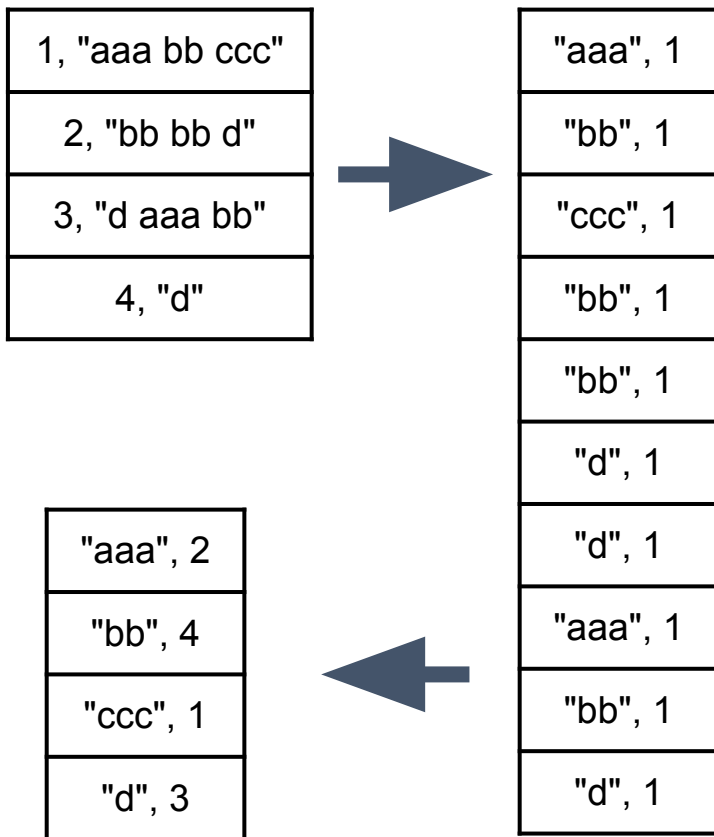 1, "aaa bb ccc"
2, "bb bb d"
3, "d aaa bb"
4, "d"
"aaa", 1
"bb", 1
"ccc", 1
"bb", 1
"bb", 1
"d", 1
"d", 1
"aaa", 1
"bb", 1
"d", 1
"aaa", 2
"bb", 4
"ccc", 1
"d", 3